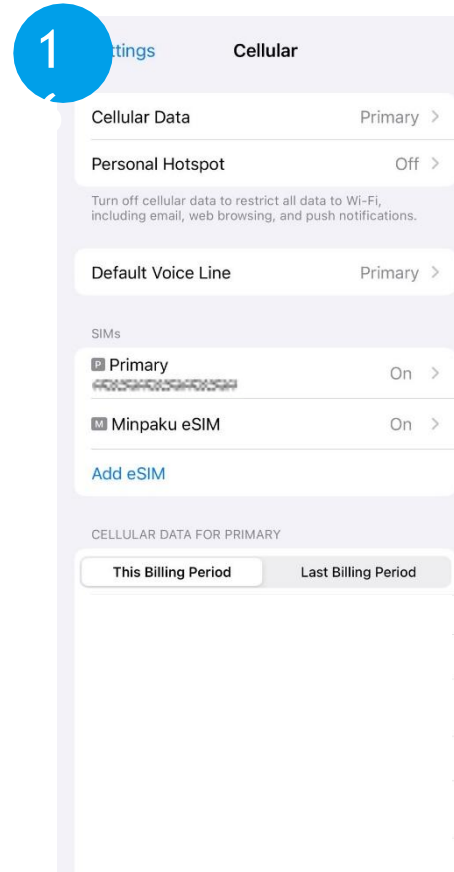 1
ttings
Cellular
Cellular Data Primary
Personal Hotspot Off
Turn off cellular data to restrict all data to Wi-Fi,
including email, web browsing, and push notifications.
Default Voice Line Primary
SIMs
P Primary
On
M Minpaku eSIM On
Add eSIM
CELLULAR DATA FOR PRIMARY
This Billing Period Last Billing Period